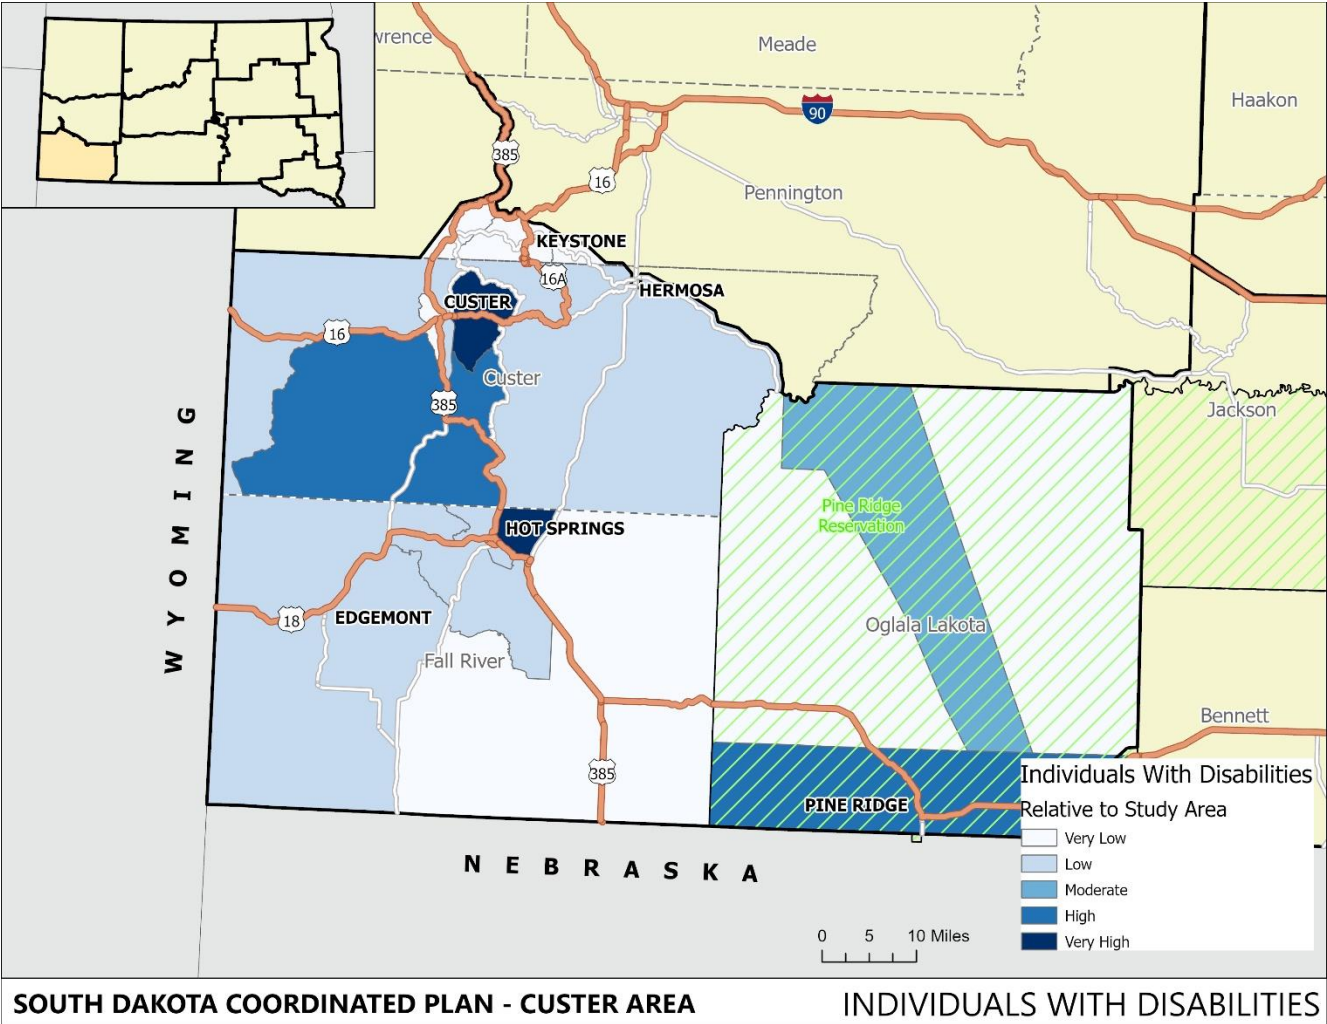 wrence
Meade
90
Haakon
385
16
Pennington
KEYSTONE
16A
HERMOSA
CUSTER
16
Custer
385
Jackson
WYOMING
Pine Ridge
Reservation
HOT SPRINGS
18
EDGEMONT
Oglala Lakota
Fall River
Bennett
385
PINE RIDGE
Individuals With Disabilities
Relative to Study Area
Very Low
Low
Moderate
High
Very High
NEBRASKA
0 5 10 Miles
SOUTH DAKOTA COORDINATED PLAN - CUSTER AREA
INDIVIDUALS WITH DISABILITIES